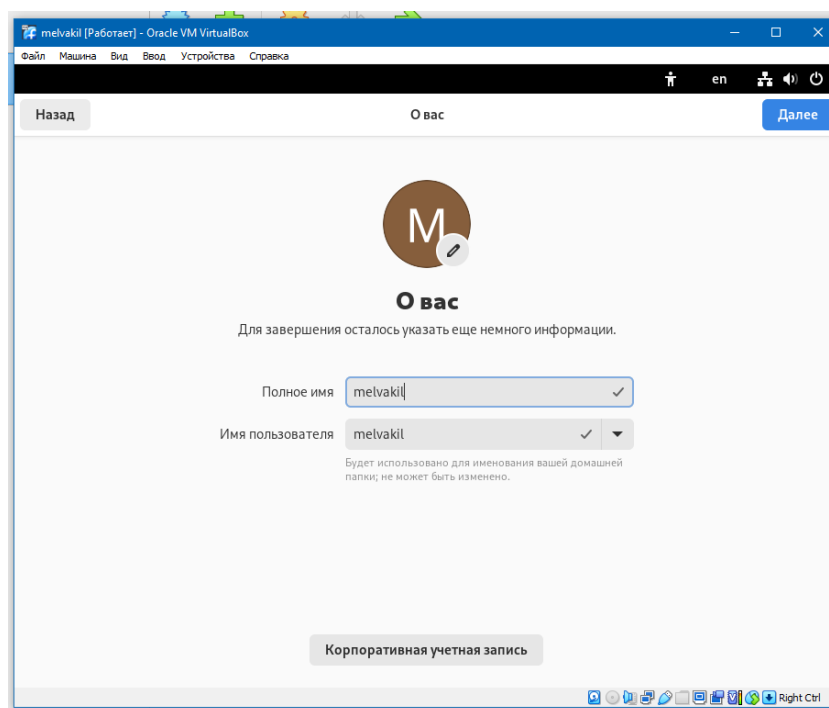 melvakil [Работает] - Oracle VM VirtualBox
Файл Машина Вид Ввод Устройства Справка
en
Назад О вас Далее
M
О вас
Для завершения осталось указать еще немного информации.
Полное имя melvakil
Имя пользователя melvakil
Будет использовано для именования вашей домашней
папки; не может быть изменено.
Корпоративная учетная запись
Right Ctrl